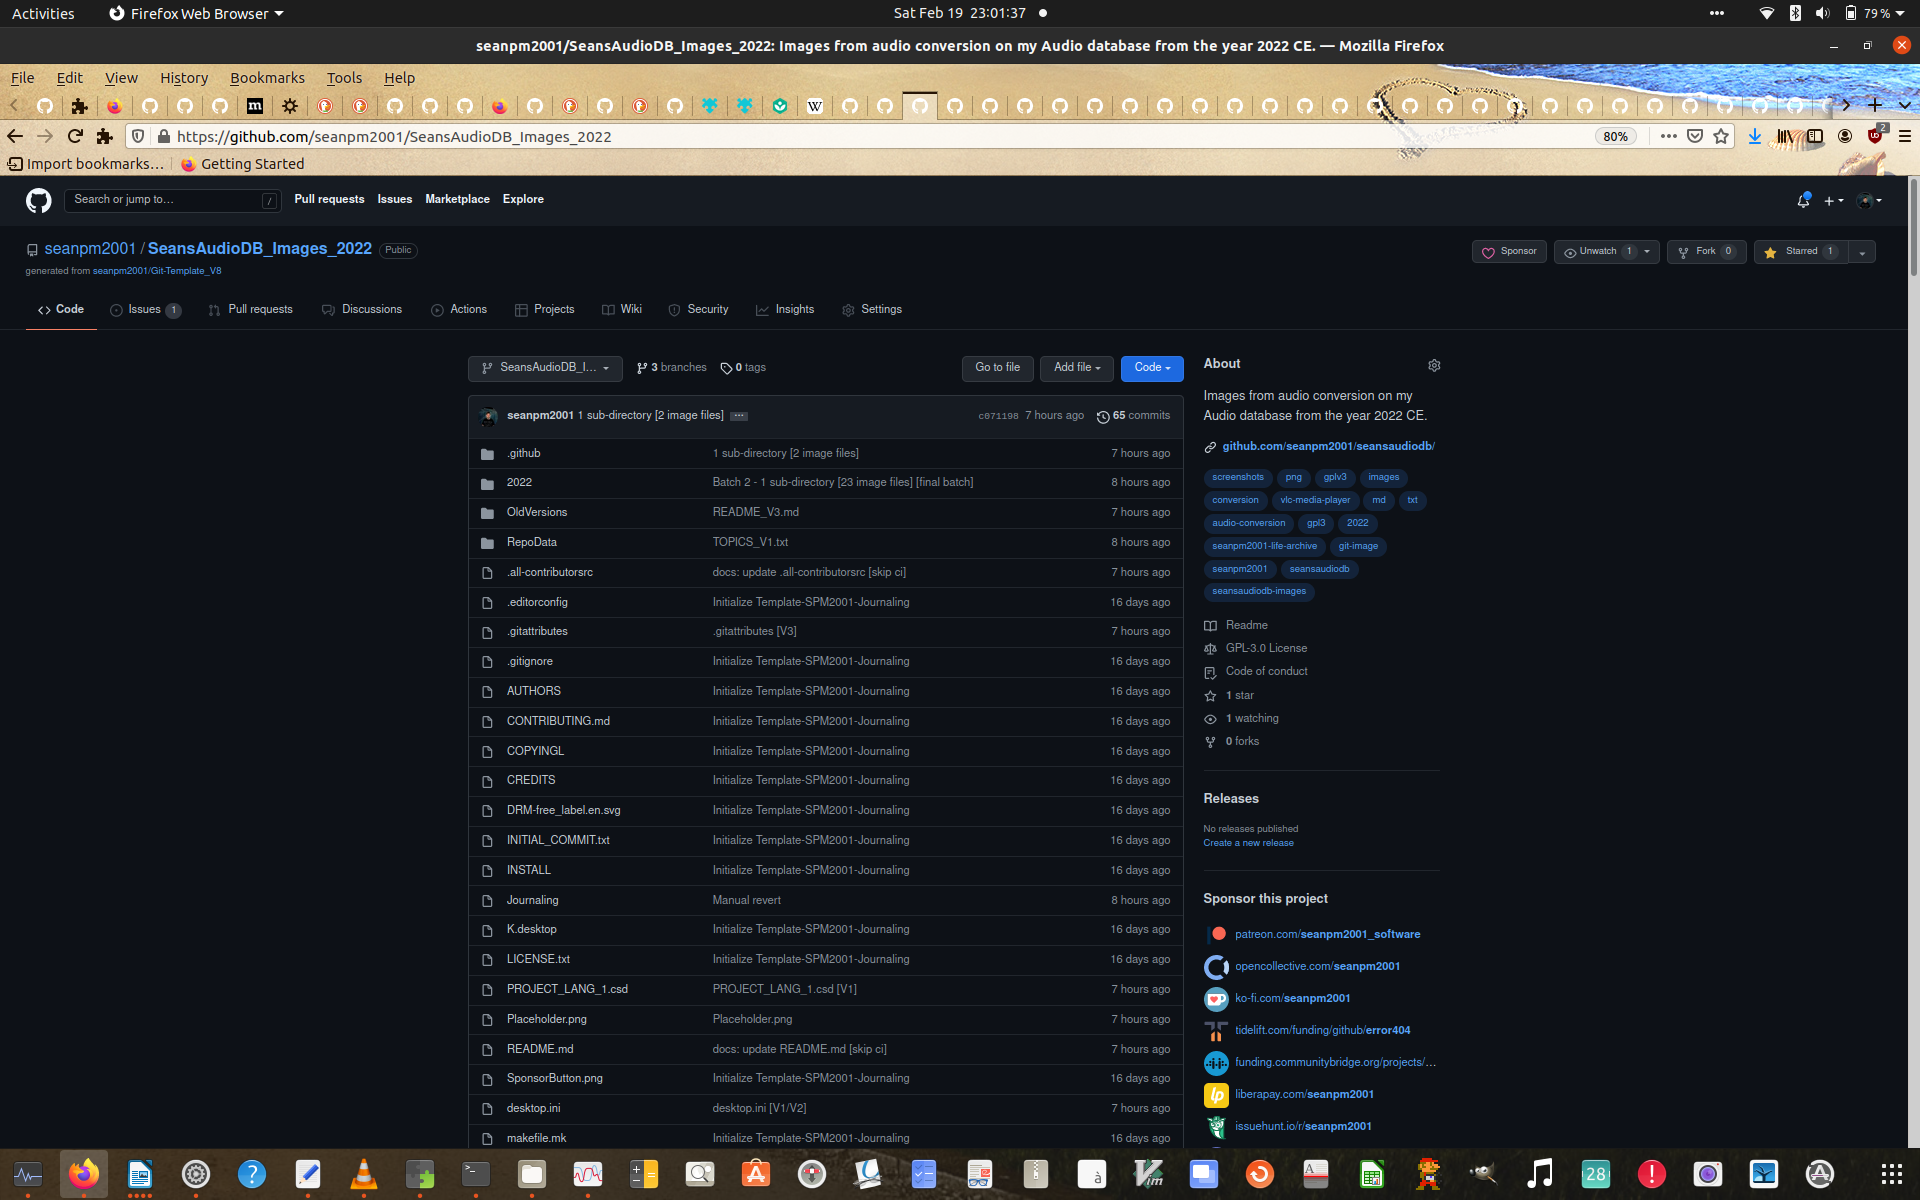 Activities Firefox Web Browser Sat Feb 19 23:01:37 79%
seanpm2001/SeansAudioDB_Images_2022: Images from audio conversion on my Audio database from the year 2022 CE. — Mozilla Firefox
File Edit View History Bookmarks Tools Help
https://github.com/seanpm2001/SeansAudioDB_Images_2022 80% 2
Import bookmarks... Getting Started
Search or jump to... / Pull requests Issues Marketplace Explore
seanpm2001 / SeansAudioDB_Images_2022 Public
Sponsor Unwatch 1 Fork 0 Starred 1
generated from seanpm2001/Git-Template_V8
Code Issues 1 Pull requests Discussions Actions Projects Wiki Security Insights Settings
SeansAudioDB_I... 3 branches 0 tags Go to file Add file Code
seanpm2001 1 sub-directory [2 image files] ... c071198 7 hours ago 65 commits
.github 1 sub-directory [2 image files] 7 hours ago
2022 Batch 2 - 1 sub-directory [23 image files] [final batch] 8 hours ago
OldVersions README_V3.md 7 hours ago
RepoData TOPICS_V1.txt 8 hours ago
.all-contributorsrc docs: update .all-contributorsrc [skip ci] 7 hours ago
.editorconfig Initialize Template-SPM2001-Journaling 16 days ago
.gitattributes .gitattributes [V3] 7 hours ago
.gitignore Initialize Template-SPM2001-Journaling 16 days ago
AUTHORS Initialize Template-SPM2001-Journaling 16 days ago
CONTRIBUTING.md Initialize Template-SPM2001-Journaling 16 days ago
COPYINGL Initialize Template-SPM2001-Journaling 16 days ago
CREDITS Initialize Template-SPM2001-Journaling 16 days ago
DRM-free_label.en.svg Initialize Template-SPM2001-Journaling 16 days ago
INITIAL_COMMIT.txt Initialize Template-SPM2001-Journaling 16 days ago
INSTALL Initialize Template-SPM2001-Journaling 16 days ago
Journaling Manual revert 8 hours ago
K.desktop Initialize Template-SPM2001-Journaling 16 days ago
LICENSE.txt Initialize Template-SPM2001-Journaling 16 days ago
PROJECT_LANG_1.csd PROJECT_LANG_1.csd [V1] 7 hours ago
Placeholder.png Placeholder.png 7 hours ago
README.md docs: update README.md [skip ci] 7 hours ago
SponsorButton.png Initialize Template-SPM2001-Journaling 16 days ago
desktop.ini desktop.ini [V1/V2] 7 hours ago
makefile.mk Initialize Template-SPM2001-Journaling 16 days ago
About
Images from audio conversion on my
Audio database from the year 2022 CE.
github.com/seanpm2001/seansaudiodb/
screenshots png gplv3 images
conversion vlc-media-player md txt
audio-conversion gpl3 2022
seanpm2001-life-archive git-image
seanpm2001 seansaudiodb
seansaudiodb-images
Readme
GPL-3.0 License
Code of conduct
1 star
1 watching
0 forks
Releases
No releases published
Create a new release
Sponsor this project
patreon.com/seanpm2001_software
opencollective.com/seanpm2001
ko-fi.com/seanpm2001
tidelift.com/funding/github/error404
funding.communitybridge.org/projects/...
liberapay.com/seanpm2001
issuehunt.io/r/seanpm2001
28